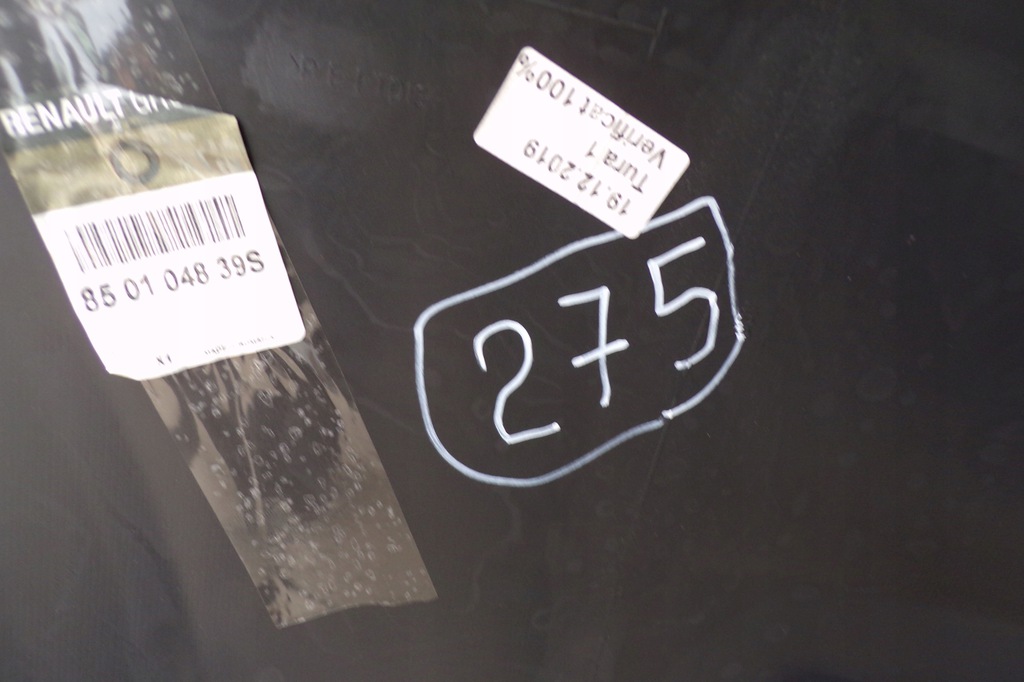 RENAULT
85 01 048 39S
19.12.2019
Tura 1
Verificat 100%
275